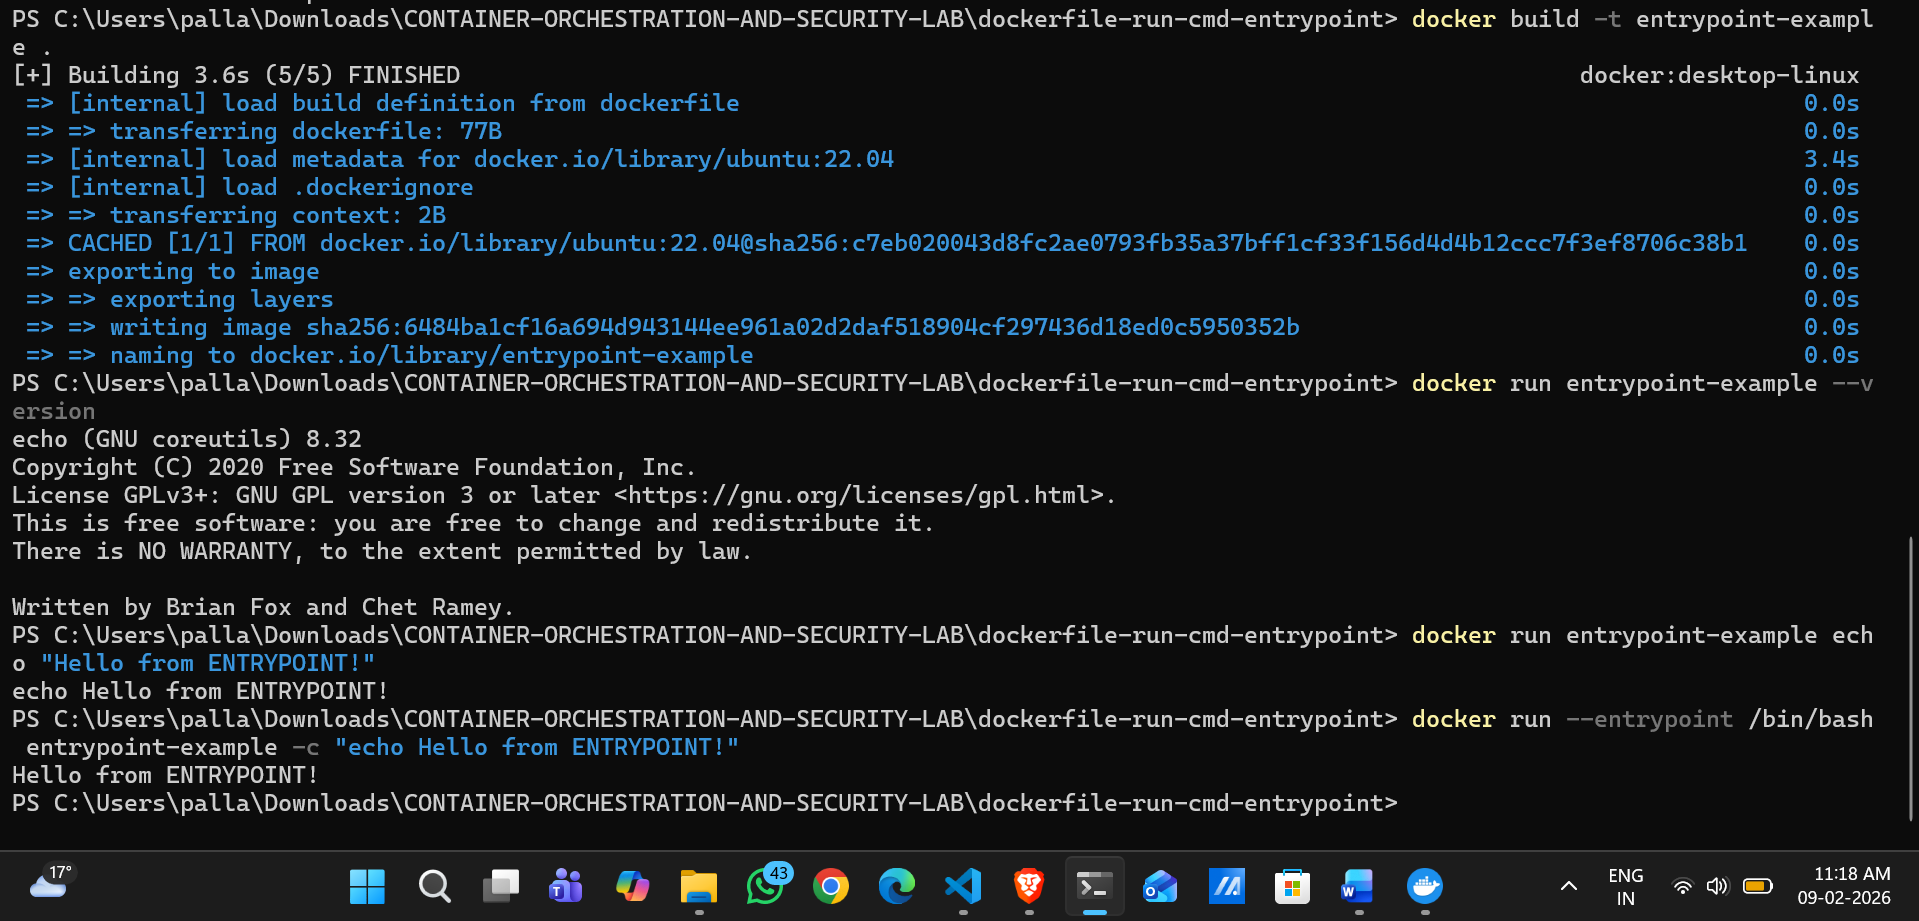 PS C:\Users\palla\Downloads\CONTAINER-ORCHESTRATION-AND-SECURITY-LAB\dockerfile-run-cmd-entrypoint> docker build -t entrypoint-exampl
e .
[+] Building 3.6s (5/5) FINISHED docker:desktop-linux
=> [internal] load build definition from dockerfile 0.0s
=> => transferring dockerfile: 77B 0.0s
=> [internal] load metadata for docker.io/library/ubuntu:22.04 3.4s
=> [internal] load .dockerignore 0.0s
=> => transferring context: 2B 0.0s
=> CACHED [1/1] FROM docker.io/library/ubuntu:22.04@sha256:c7eb020043d8fc2ae0793fb35a37bff1cf33f156d4d4b12ccc7f3ef8706c38b1 0.0s
=> exporting to image 0.0s
=> => exporting layers 0.0s
=> => writing image sha256:6484ba1cf16a694d943144ee961a02d2daf518904cf297436d18ed0c5950352b 0.0s
=> => naming to docker.io/library/entrypoint-example 0.0s
PS C:\Users\palla\Downloads\CONTAINER-ORCHESTRATION-AND-SECURITY-LAB\dockerfile-run-cmd-entrypoint> docker run entrypoint-example --v
ersion
echo (GNU coreutils) 8.32
Copyright (C) 2020 Free Software Foundation, Inc.
License GPLv3+: GNU GPL version 3 or later <https://gnu.org/licenses/gpl.html>.
This is free software: you are free to change and redistribute it.
There is NO WARRANTY, to the extent permitted by law.
Written by Brian Fox and Chet Ramey.
PS C:\Users\palla\Downloads\CONTAINER-ORCHESTRATION-AND-SECURITY-LAB\dockerfile-run-cmd-entrypoint> docker run entrypoint-example ech
o "Hello from ENTRYPOINT!"
echo Hello from ENTRYPOINT!
PS C:\Users\palla\Downloads\CONTAINER-ORCHESTRATION-AND-SECURITY-LAB\dockerfile-run-cmd-entrypoint> docker run --entrypoint /bin/bash
entrypoint-example -c "echo Hello from ENTRYPOINT!"
Hello from ENTRYPOINT!
PS C:\Users\palla\Downloads\CONTAINER-ORCHESTRATION-AND-SECURITY-LAB\dockerfile-run-cmd-entrypoint>
17°
43
ENG
IN
11:18 AM
09-02-2026